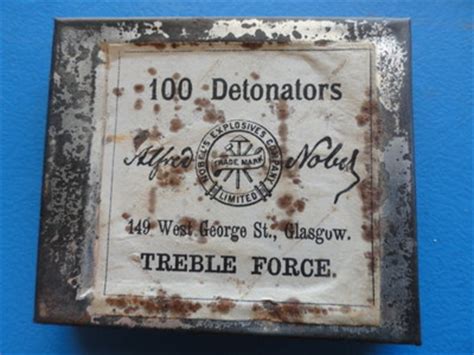 100 Detonators
NOBEL'S EXPLOSIVES COMPANY
Alfred Nobel
TRADE MARK
LIMITED
149 West George St., Glasgow.
TREBLE FORCE.